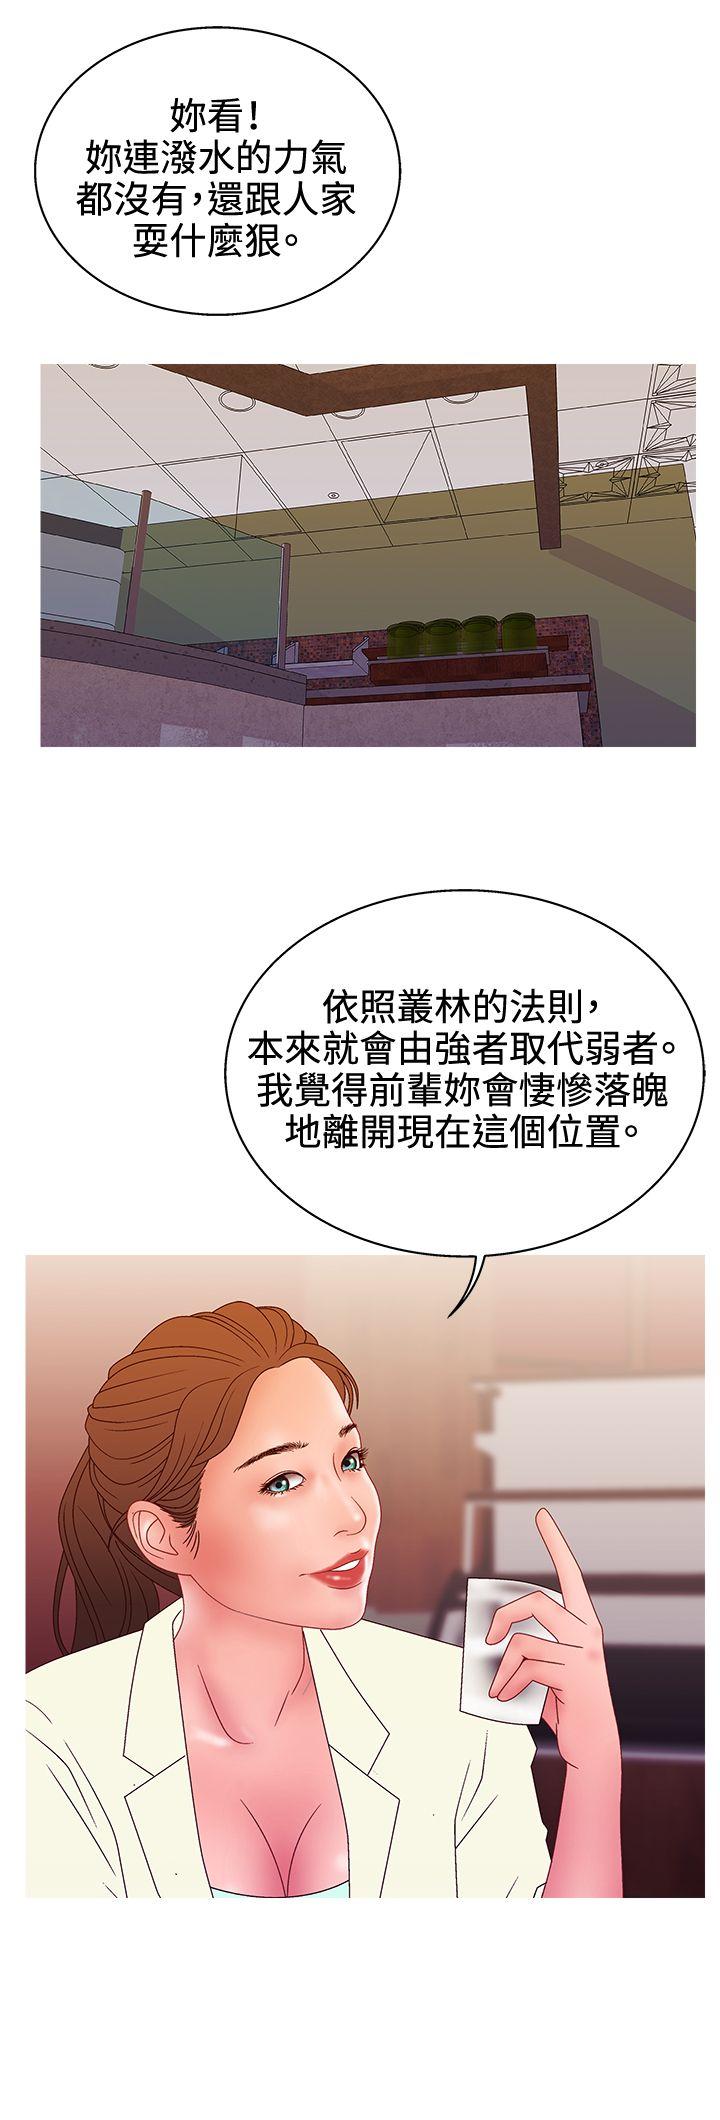 妳看!
妳連潑水的力氣
都沒有,還跟人家
耍什麼狠。
依照叢林的法則,
本來就會由強者取代弱者。
我覺得前輩妳會悽慘落魄
地離開現在這個位置。